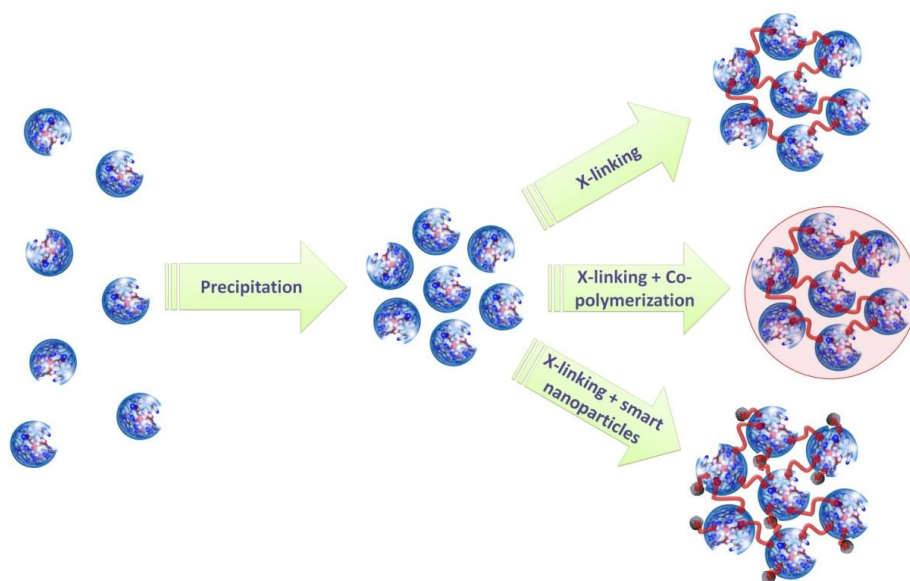 Precipitation
X-linking
X-linking + Co-
polymerization
X-linking + smart
nanoparticles